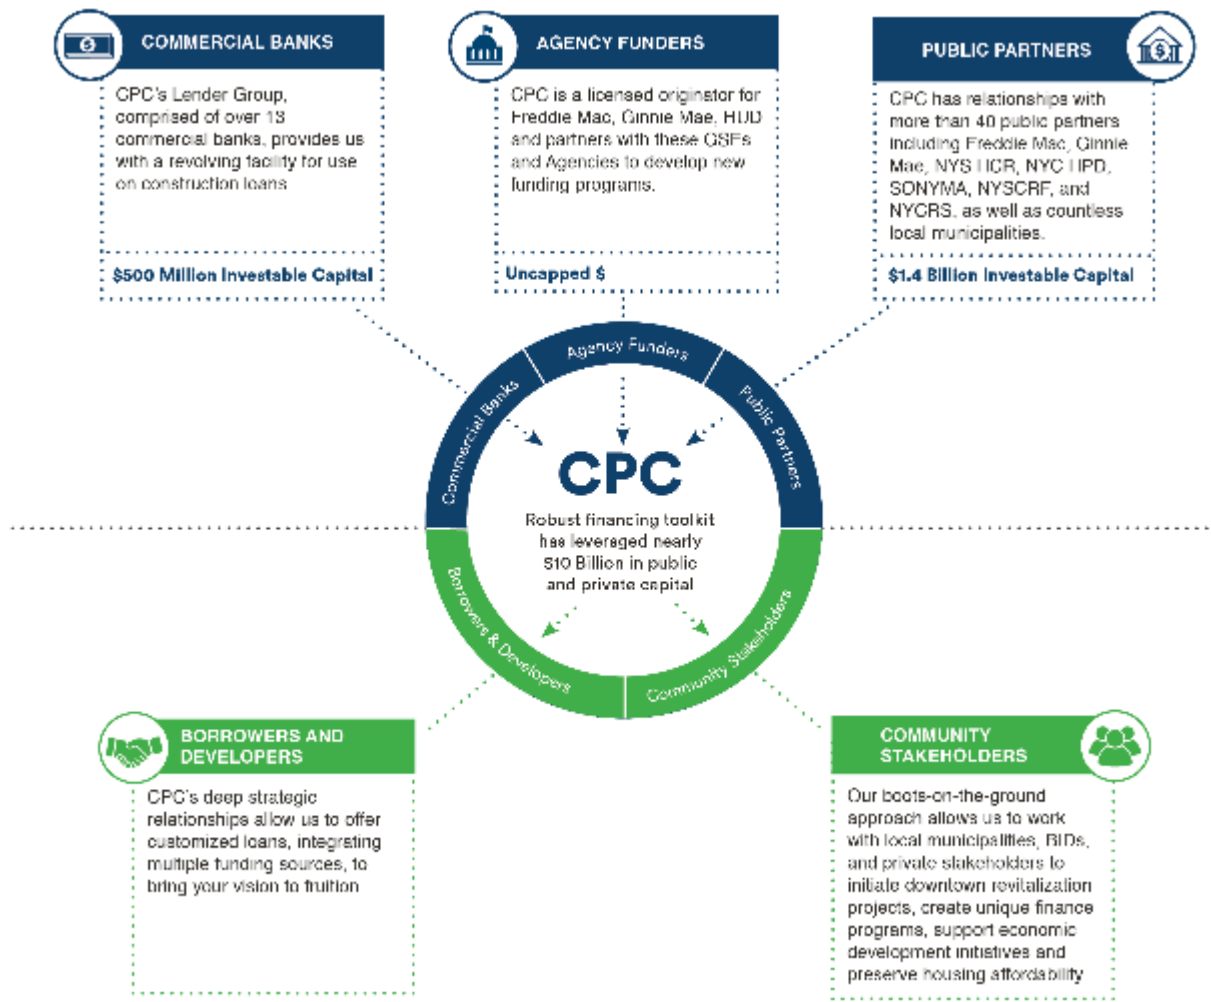 COMMERCIAL BANKS
CPC's Lender Group,
comprised of over 13
commercial banks, provides us
with a revolving facility for use
on construction loans
$500 Million Investable Capital
AGENCY FUNDERS
CPC is a licensed originator for
Freddie Mac, Ginnie Mae, HUD
and partners with these GSEs
and Agencies to develop new
funding programs.
Uncapped $
PUBLIC PARTNERS
CPC has relationships with
more than 40 public partners
including Freddie Mac, Ginnie
Mae, NYS HCR, NYC HPD,
SONYMA, NYSCRF, and
NYCRS, as well as countless
local municipalities.
$1.4 Billion Investable Capital
Commercial Banks
Agency Funders
Public Partners
CPC
Robust financing toolkit
has leveraged nearly
$10 Billion in public
and private capital
Borrowers & Developers
Community Stakeholders
BORROWERS AND
DEVELOPERS
CPC's deep strategic
relationships allow us to offer
customized loans, integrating
multiple funding sources, to
bring your vision to fruition
COMMUNITY
STAKEHOLDERS
Our boots-on-the-ground
approach allows us to work
with local municipalities, BIDs,
and private stakeholders to
initiate downtown revitalization
projects, create unique finance
programs, support economic
development initiatives and
preserve housing affordability